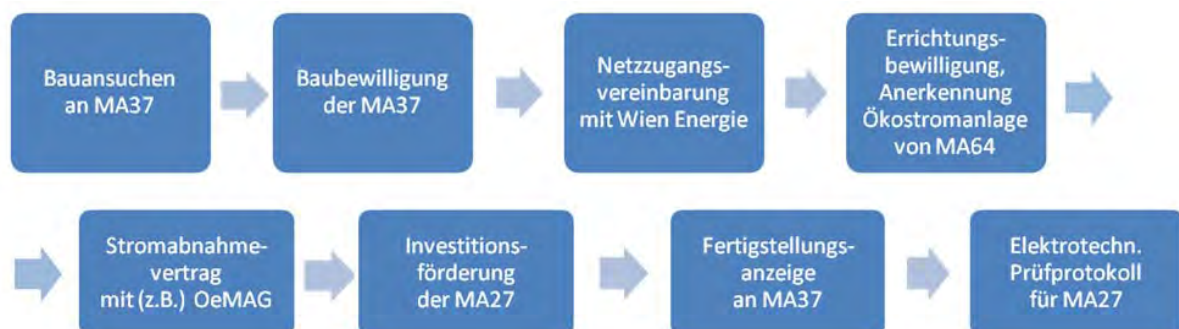 Bauansuchen
an MA37
Baubewilligung
der MA37
Netzzugangs-
vereinbarung
mit Wien Energie
Errichtungs-
bewilligung,
Anerkennung
Ökostromanlage
von MA64
Stromabnahme-
vertrag
mit (z.B.) OeMAG
Investitions-
förderung
der MA27
Fertigstellungs-
anzeige
an MA37
Elektrotechn.
Prüfprotokoll
für MA27